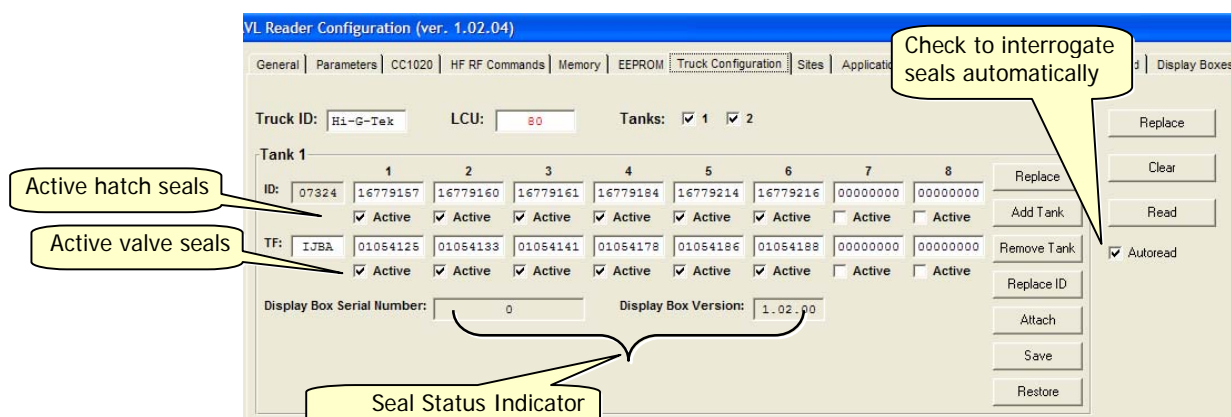 VL Reader Configuration (ver. 1.02.04)
Check to interrogate
seals automatically
General Parameters CC1020 HF RF Commands Memory EEPROM Truck Configuration Sites Applicatio d Display Boxes
Truck ID: Hi-G-Tek LCU: 80 Tanks: 1 2
Replace
Tank 1
1 2 3 4 5 6 7 8
Active hatch seals
ID: 07324 16779157 16779160 16779161 16779184 16779214 16779216 00000000 00000000
Replace
Clear
Active Active Active Active Active Active Active Active
Add Tank
Read
Active valve seals
TF: IJBA 01054125 01054133 01054141 01054178 01054186 01054188 00000000 00000000
Remove Tank
Autoread
Active Active Active Active Active Active Active Active
Replace ID
Display Box Serial Number: 0 Display Box Version: 1.02.00
Attach
Save
Restore
Seal Status Indicator